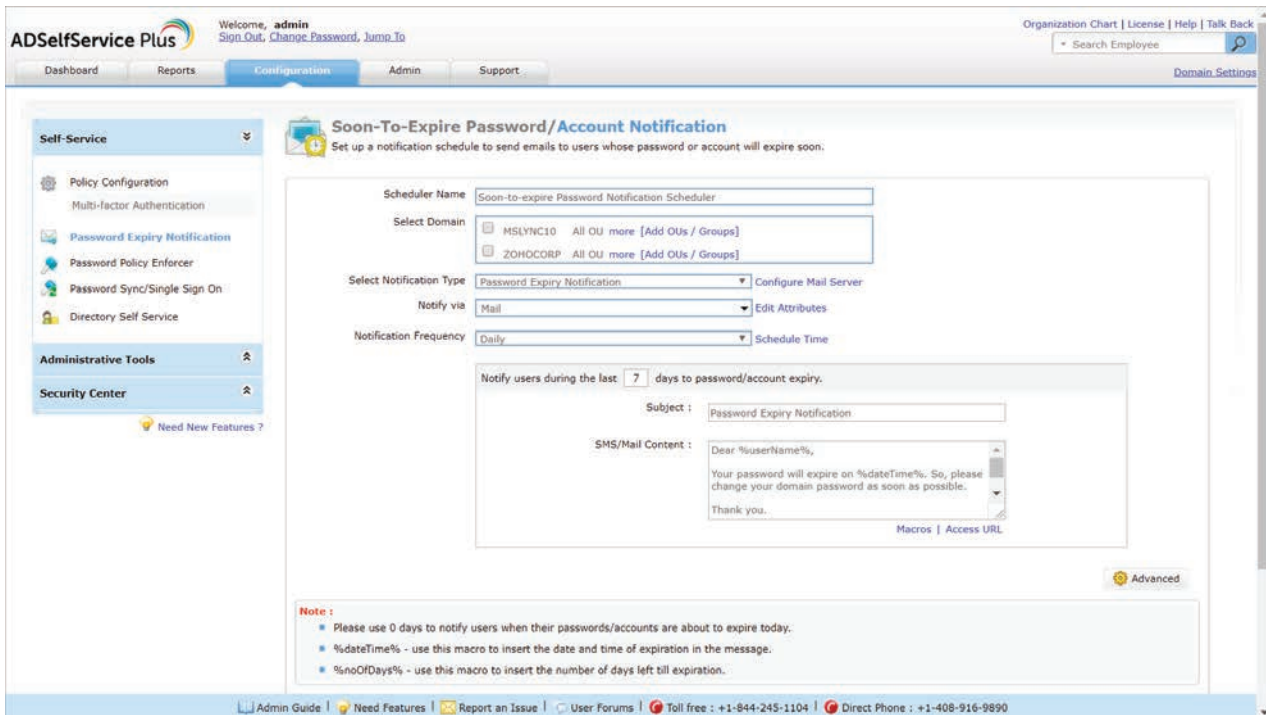 ADSelfService Plus
Welcome, admin
Sign Out, Change Password, Jump To
Organization Chart | License | Help | Talk Back
Search Employee
Dashboard Reports Configuration Admin Support
Domain Settings
Self-Service
Policy Configuration
Multi-factor Authentication
Password Expiry Notification
Password Policy Enforcer
Password Sync/Single Sign On
Directory Self Service
Administrative Tools
Security Center
Need New Features ?
Soon-To-Expire Password/Account Notification
Set up a notification schedule to send emails to users whose password or account will expire soon.
Scheduler Name Soon-to-expire Password Notification Scheduler
Select Domain
MSLYNC10 All OU more [Add OUs / Groups]
ZOHOCORP All OU more [Add OUs / Groups]
Select Notification Type Password Expiry Notification Configure Mail Server
Notify via Mail Edit Attributes
Notification Frequency Daily Schedule Time
Notify users during the last 7 days to password/account expiry.
Subject : Password Expiry Notification
SMS/Mail Content :
Dear %userName%,
Your password will expire on %dateTime%. So, please
change your domain password as soon as possible.
Thank you.
Macros | Access URL
Advanced
Note :
Please use 0 days to notify users when their passwords/accounts are about to expire today.
%dateTime% - use this macro to insert the date and time of expiration in the message.
%noOfDays% - use this macro to insert the number of days left till expiration.
Admin Guide | Need Features | Report an Issue | User Forums | Toll free : +1-844-245-1104 | Direct Phone : +1-408-916-9890